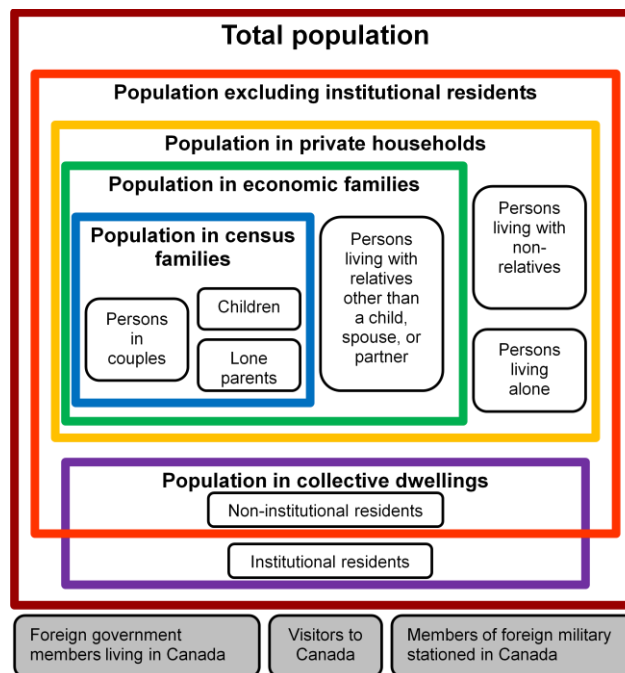 Total population
Population excluding institutional residents
Population in private households
Population in economic families
Population in census
families
Persons
in
couples
Children
Lone
parents
Persons
living with
relatives
other than
a child,
spouse, or
partner
Persons
living with
non-
relatives
Persons
living
alone
Population in collective dwellings
Non-institutional residents
Institutional residents
Foreign government
members living in Canada
Visitors to
Canada
Members of foreign military
stationed in Canada